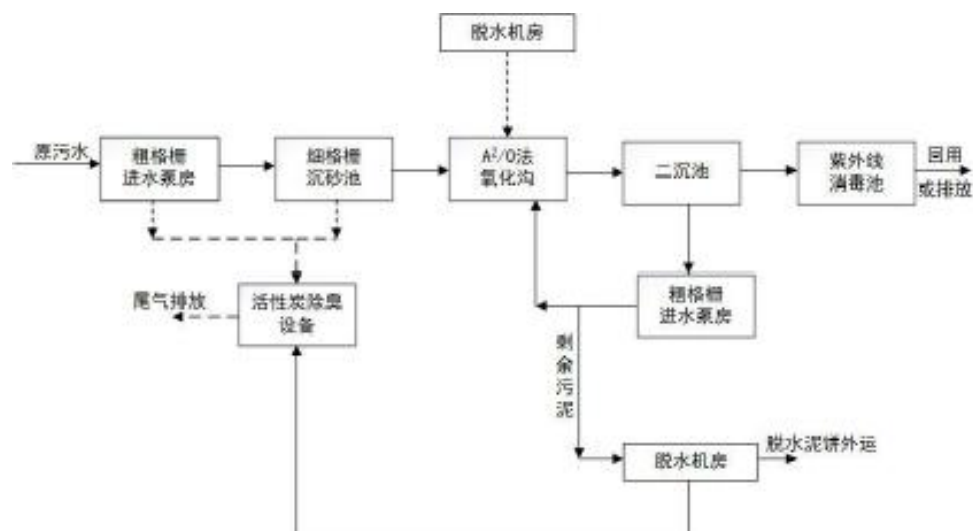 脱水机房
原污水
粗格栅
进水泵房
细格栅
沉砂池
A²/O法
氧化沟
二沉池
紫外线
消毒池
回用
或排放
尾气排放
活性炭除臭
设备
粗格栅
进水泵房
剩余污泥
脱水机房
脱水泥饼外运